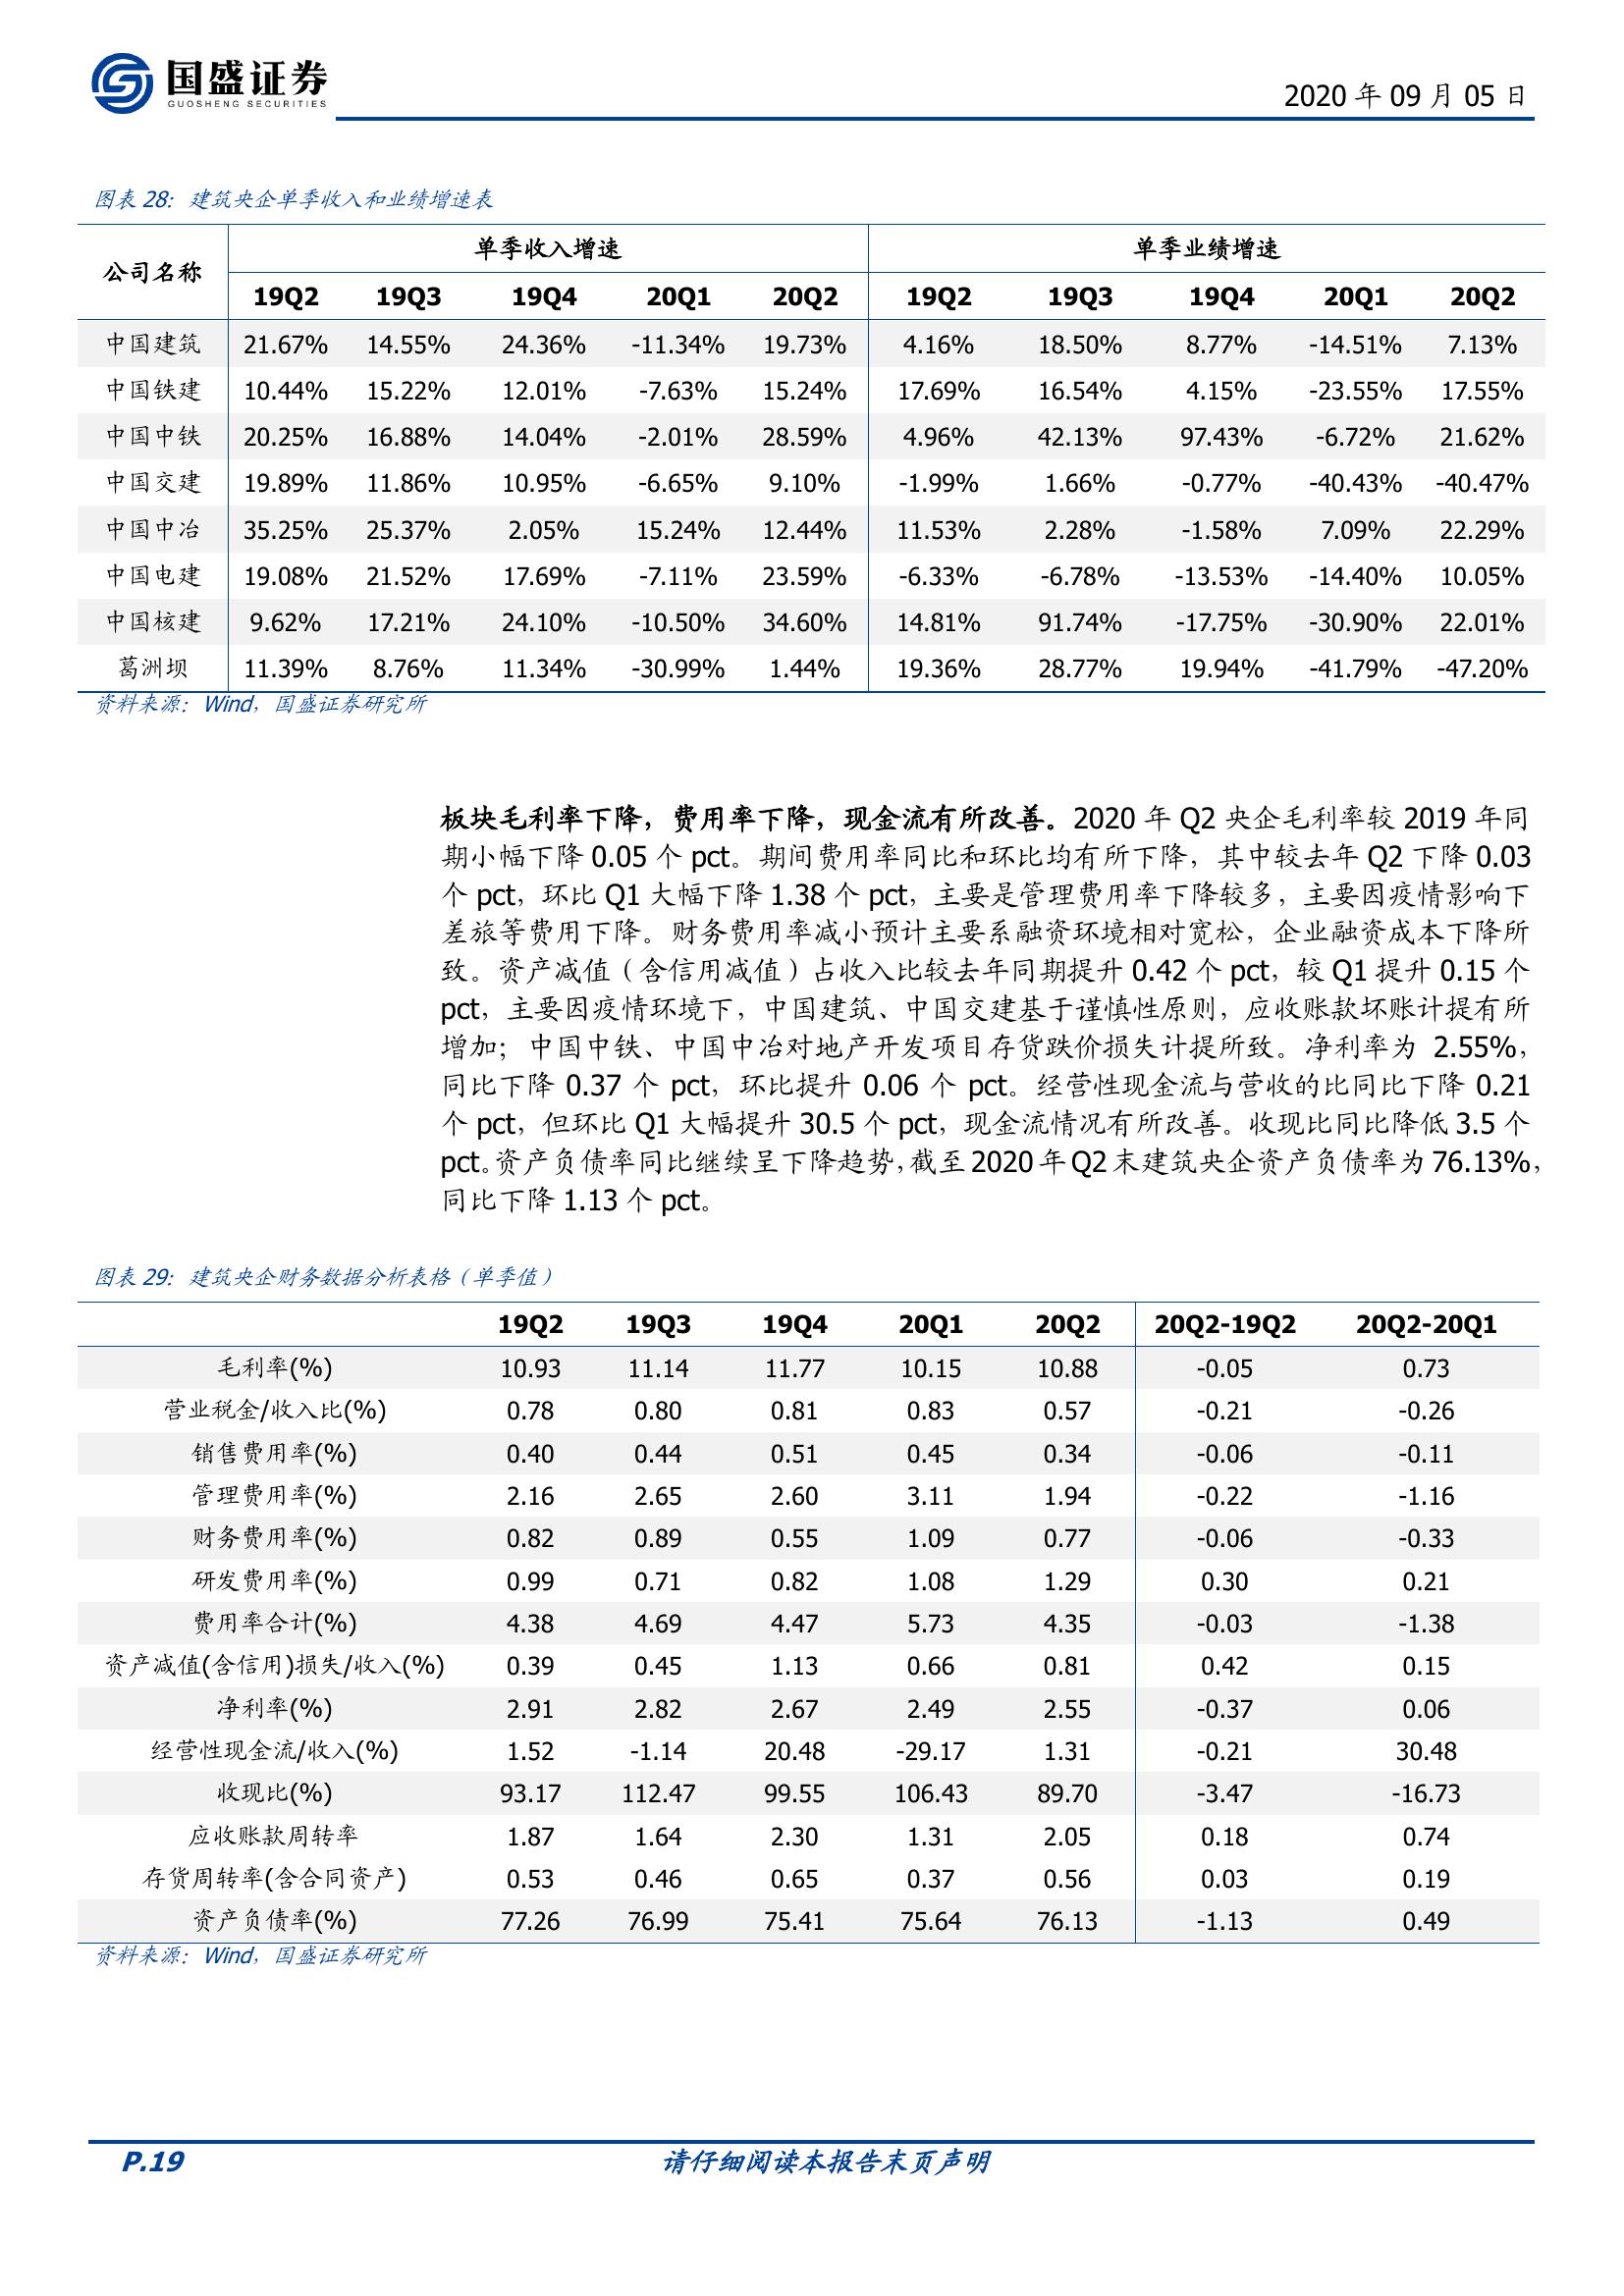 国盛证券
GUOSHENG SECURITIES
2020 年 09 月 05 日
图表 28：建筑央企单季收入和业绩增速表
公司名称 单季收入增速 单季业绩增速
19Q2 19Q3 19Q4 20Q1 20Q2 19Q2 19Q3 19Q4 20Q1 20Q2
中国建筑 21.67% 14.55% 24.36% -11.34% 19.73% 4.16% 18.50% 8.77% -14.51% 7.13%
中国铁建 10.44% 15.22% 12.01% -7.63% 15.24% 17.69% 16.54% 4.15% -23.55% 17.55%
中国中铁 20.25% 16.88% 14.04% -2.01% 28.59% 4.96% 42.13% 97.43% -6.72% 21.62%
中国交建 19.89% 11.86% 10.95% -6.65% 9.10% -1.99% 1.66% -0.77% -40.43% -40.47%
中国中冶 35.25% 25.37% 2.05% 15.24% 12.44% 11.53% 2.28% -1.58% 7.09% 22.29%
中国电建 19.08% 21.52% 17.69% -7.11% 23.59% -6.33% -6.78% -13.53% -14.40% 10.05%
中国核建 9.62% 17.21% 24.10% -10.50% 34.60% 14.81% 91.74% -17.75% -30.90% 22.01%
葛洲坝 11.39% 8.76% 11.34% -30.99% 1.44% 19.36% 28.77% 19.94% -41.79% -47.20%
资料来源：Wind，国盛证券研究所
板块毛利率下降，费用率下降，现金流有所改善。2020 年 Q2 央企毛利率较 2019 年同
期小幅下降 0.05 个 pct。期间费用率同比和环比均有所下降，其中较去年 Q2 下降 0.03
个 pct，环比 Q1 大幅下降 1.38 个 pct，主要是管理费用率下降较多，主要因疫情影响下
差旅等费用下降。财务费用率减小预计主要系融资环境相对宽松，企业融资成本下降所
致。资产减值（含信用减值）占收入比较去年同期提升 0.42 个 pct，较 Q1 提升 0.15 个
pct，主要因疫情环境下，中国建筑、中国交建基于谨慎性原则，应收账款坏账计提有所
增加；中国中铁、中国中冶对地产开发项目存货跌价损失计提所致。净利率为 2.55%，
同比下降 0.37 个 pct，环比提升 0.06 个 pct。经营性现金流与营收的比同比下降 0.21
个 pct，但环比 Q1 大幅提升 30.5 个 pct，现金流情况有所改善。收现比同比降低 3.5 个
pct。资产负债率同比继续呈下降趋势，截至 2020 年 Q2 末建筑央企资产负债率为 76.13%，
同比下降 1.13 个 pct。
图表 29：建筑央企财务数据分析表格（单季值）
19Q2 19Q3 19Q4 20Q1 20Q2 20Q2-19Q2 20Q2-20Q1
毛利率(%) 10.93 11.14 11.77 10.15 10.88 -0.05 0.73
营业税金/收入比(%) 0.78 0.80 0.81 0.83 0.57 -0.21 -0.26
销售费用率(%) 0.40 0.44 0.51 0.45 0.34 -0.06 -0.11
管理费用率(%) 2.16 2.65 2.60 3.11 1.94 -0.22 -1.16
财务费用率(%) 0.82 0.89 0.55 1.09 0.77 -0.06 -0.33
研发费用率(%) 0.99 0.71 0.82 1.08 1.29 0.30 0.21
费用率合计(%) 4.38 4.69 4.47 5.73 4.35 -0.03 -1.38
资产减值(含信用)损失/收入(%) 0.39 0.45 1.13 0.66 0.81 0.42 0.15
净利率(%) 2.91 2.82 2.67 2.49 2.55 -0.37 0.06
经营性现金流/收入(%) 1.52 -1.14 20.48 -29.17 1.31 -0.21 30.48
收现比(%) 93.17 112.47 99.55 106.43 89.70 -3.47 -16.73
应收账款周转率 1.87 1.64 2.30 1.31 2.05 0.18 0.74
存货周转率(含合同资产) 0.53 0.46 0.65 0.37 0.56 0.03 0.19
资产负债率(%) 77.26 76.99 75.41 75.64 76.13 -1.13 0.49
资料来源：Wind，国盛证券研究所
P.19 请仔细阅读本报告末页声明